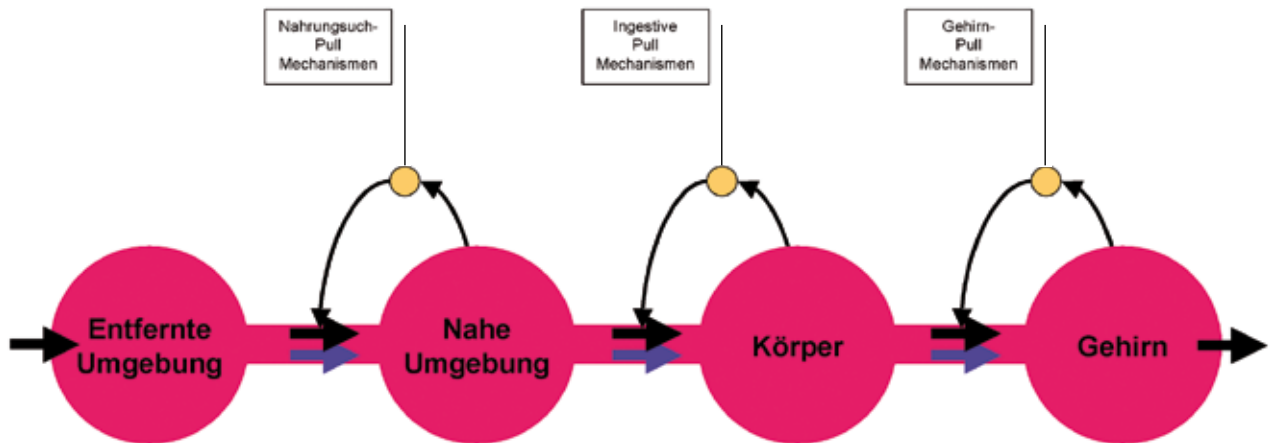 Nahrungsuch-
Pull
Mechanismen
Ingestive
Pull
Mechanismen
Gehirn-
Pull
Mechanismen
Entfernte
Umgebung
Nahe
Umgebung
Körper
Gehirn